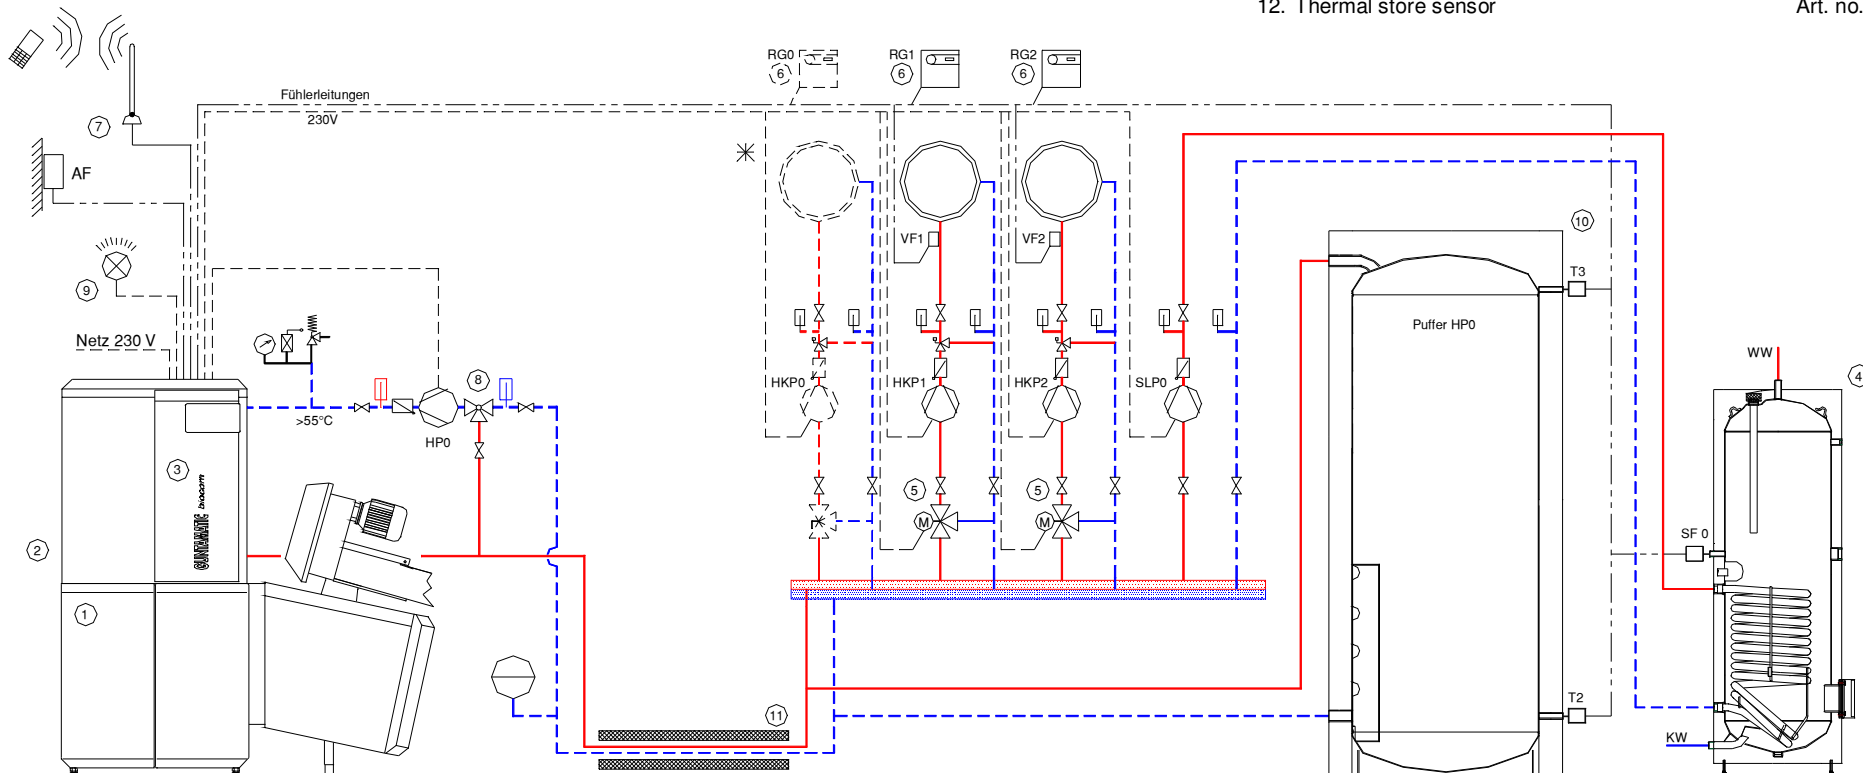 12. Thermal store sensor
Art. no.
RG0
6
RG1
6
RG2
6
Fühlerleitungen
230V
7
AF
9
Netz 230 V
>55°C
HP0
8
VF1
VF2
HKP0
HKP1
HKP2
SLP0
5
M
5
M
10
T3
Puffer HP0
WW
4
SF 0
T2
KW
3
GUNTAMATIC biocom
2
1
11